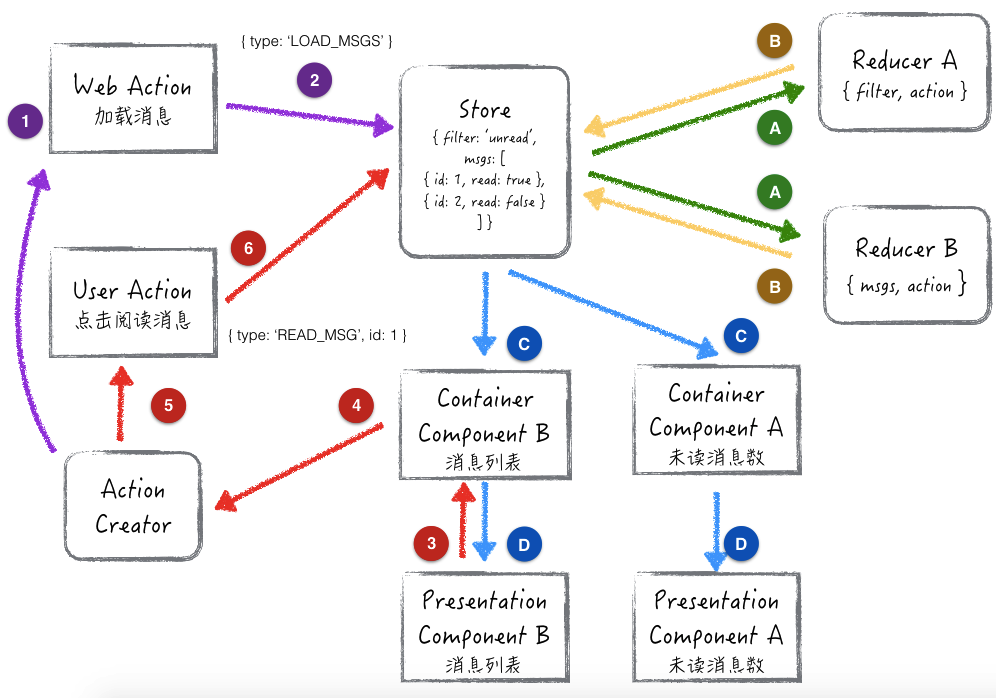 { type: ‘LOAD_MSGS’ }
2
1
Web Action
加载消息
Store
{ filter: ‘unread’,
msgs: [
{ id: 1, read: true },
{ id: 2, read: false }
] }
B
A
Reducer A
{ filter, action }
A
B
Reducer B
{ msgs, action }
6
User Action
点击阅读消息
{ type: ‘READ_MSG’, id: 1 }
C
C
5
4
Container
Component B
消息列表
Container
Component A
未读消息数
Action
Creator
3
D
D
Presentation
Component B
消息列表
Presentation
Component A
未读消息数